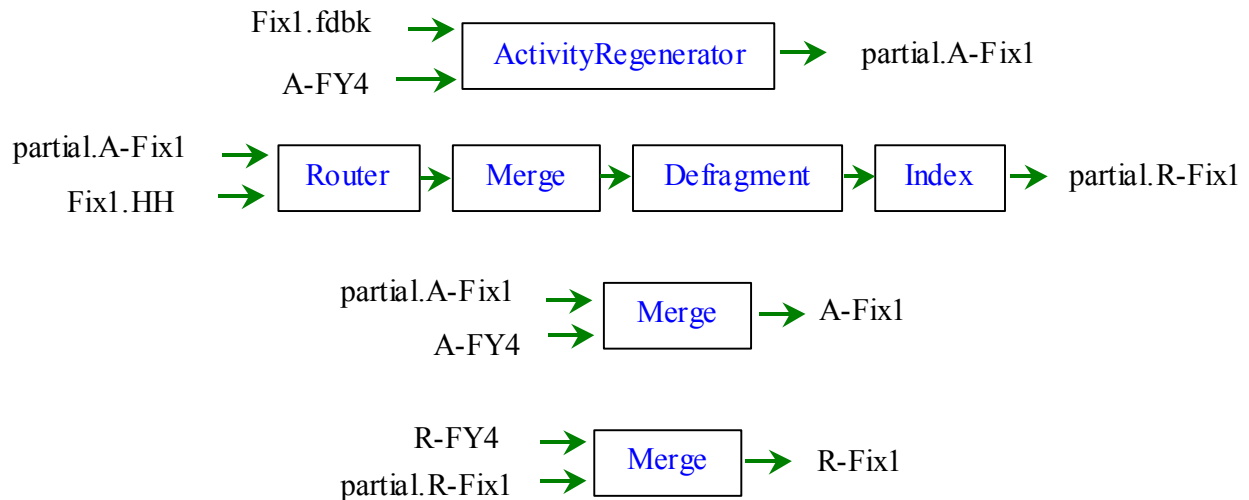 Fix1.fdbk
A-FY4
ActivityRegenerator
partial.A-Fix1
partial.A-Fix1
Fix1.HH
Router
Merge
Defragment
Index
partial.R-Fix1
partial.A-Fix1
A-FY4
Merge
A-Fix1
R-FY4
partial.R-Fix1
Merge
R-Fix1